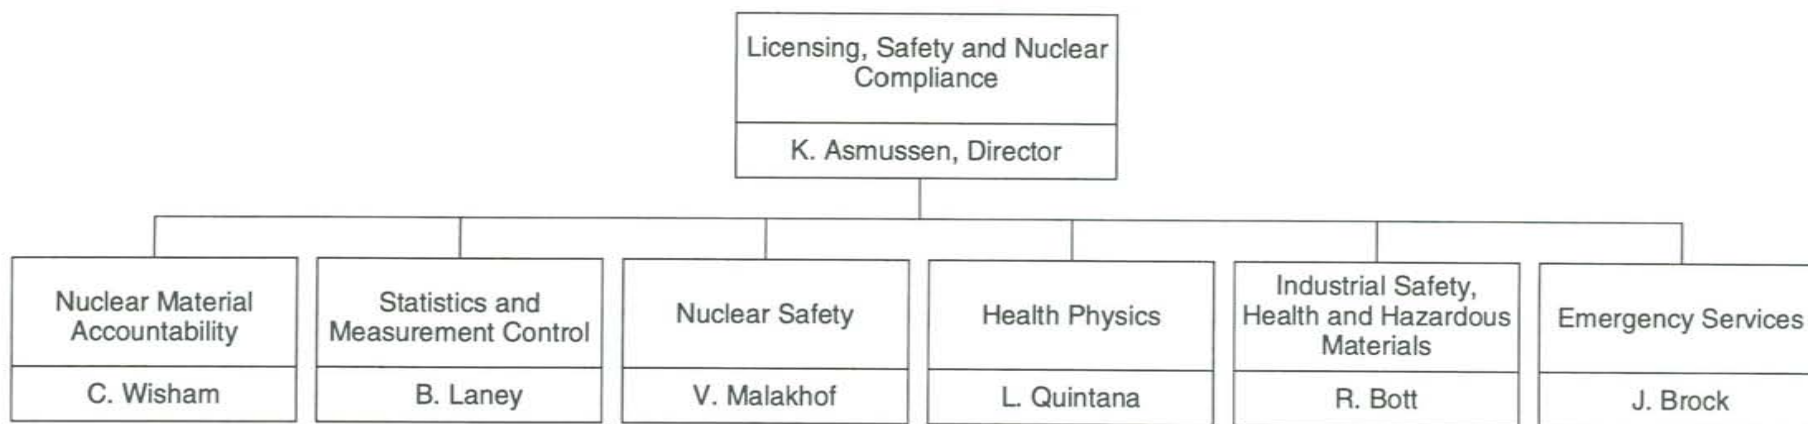 Licensing, Safety and Nuclear
Compliance
K. Asmussen, Director
Nuclear Material
Accountability
C. Wisham
Statistics and
Measurement Control
B. Laney
Nuclear Safety
V. Malakhof
Health Physics
L. Quintana
Industrial Safety,
Health and Hazardous
Materials
R. Bott
Emergency Services
J. Brock